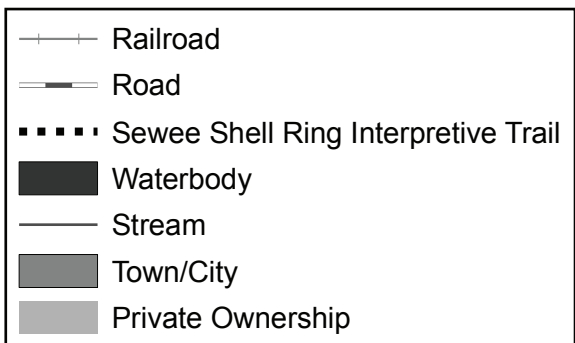 Railroad
Road
Sewee Shell Ring Interpretive Trail
Waterbody
Stream
Town/City
Private Ownership